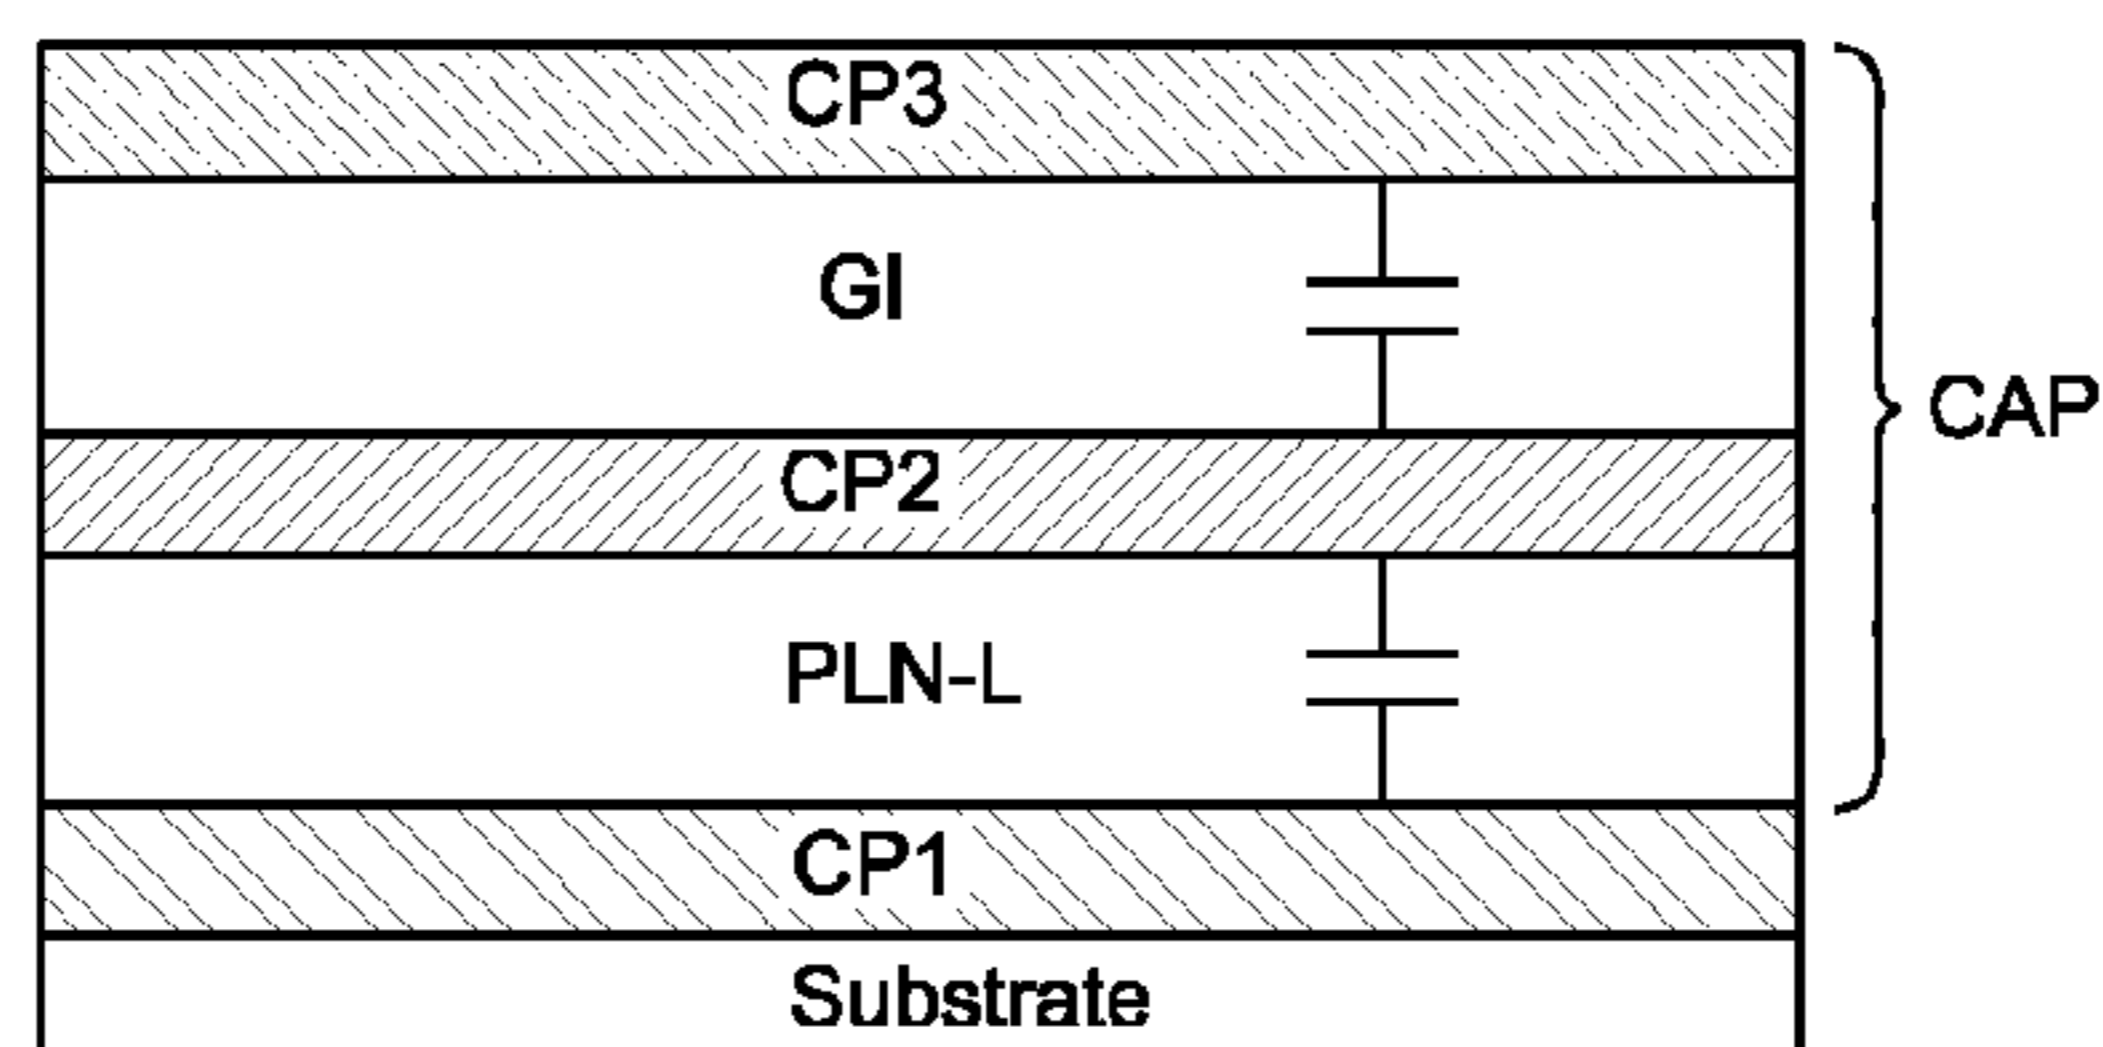 CP3
GI
CAP
CP2
PLN-L
CP1
Substrate